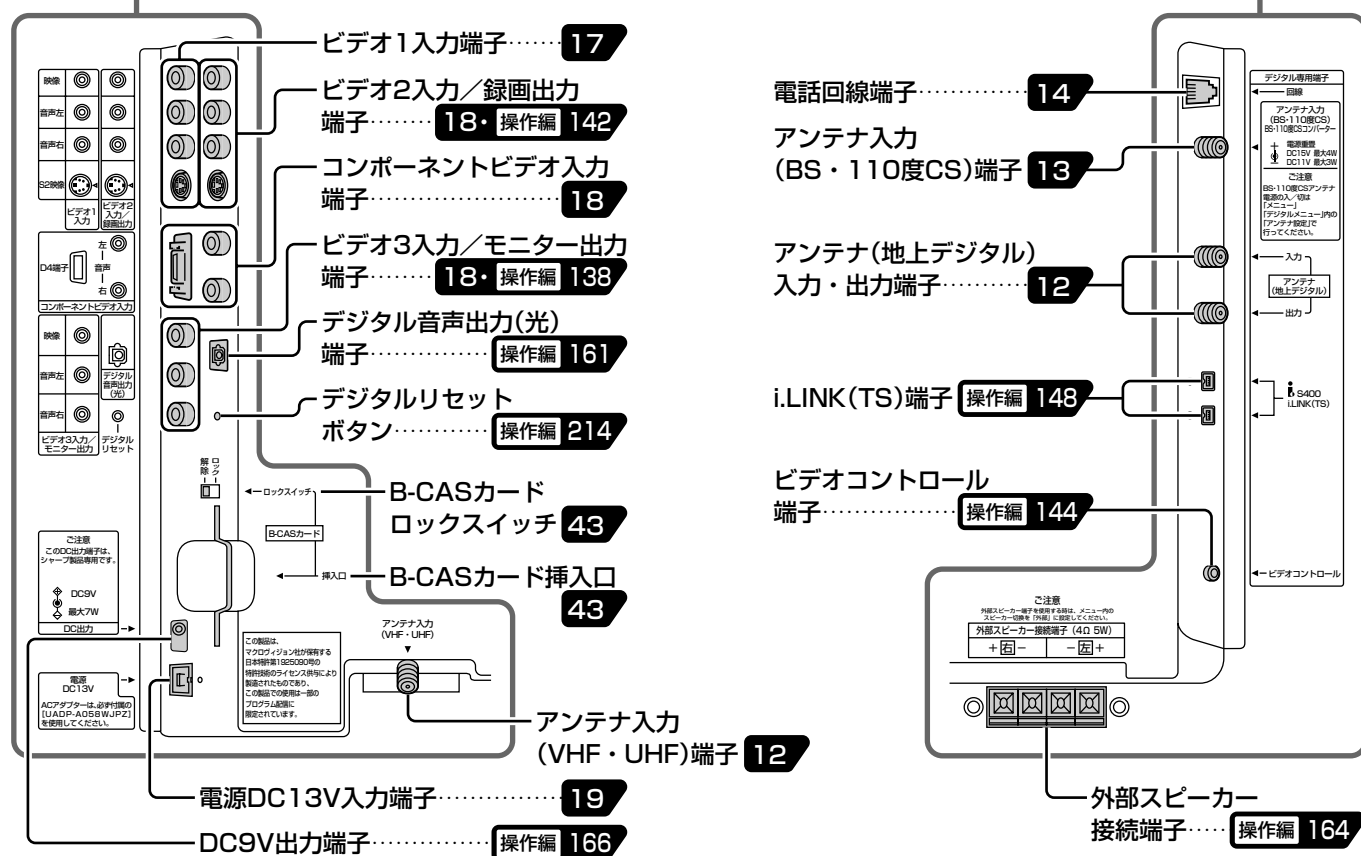 ビデオ1入力端子……17
ビデオ2入力／録画出力
端子……18・操作編 142
コンポーネントビデオ入力
端子……………18
ビデオ3入力／モニター出力
端子……18・操作編 138
デジタル音声出力(光)
端子……………操作編 161
デジタルリセット
ボタン…………操作編 214
B-CASカード
ロックスイッチ 43
B-CASカード挿入口
43
アンテナ入力
(VHF・UHF)端子 12
電源DC13V入力端子……………19
DC9V出力端子……………操作編 166
映像
音声左
音声右
S2映像
ビデオ1
入力
ビデオ2
入力／
録画出力
D4端子
左
音声
右
コンポーネントビデオ入力
映像
音声左
音声右
デジタル
音声出力
(光)
ビデオ3入力／
モニター出力
デジタル
リセット
解除
ロック
ロックスイッチ
B-CASカード
挿入口
ご注意
このDC出力端子は、
シャープ製品専用です。
DC9V
最大7W
DC出力
電源
DC13V
ACアダプターは、必ず付属の
[UADP-A058WJPZ]
を使用してください。
この製品は、
マクロヴィジョン社が保有する
日本特許第1925090号の
特許技術のライセンス供与により
製造されたものであり、
この製品での使用は一部の
プログラム配信に
限定されています。
アンテナ入力
(VHF・UHF)
電話回線端子……………14
アンテナ入力
(BS・110度CS)端子 13
アンテナ(地上デジタル)
入力・出力端子…………12
i.LINK(TS)端子 操作編 148
ビデオコントロール
端子………………操作編 144
外部スピーカー
接続端子……操作編 164
デジタル専用端子
回線
アンテナ入力
(BS・110度CS)
BS・110度CSコンバーター
電源重畳
DC15V 最大4W
DC11V 最大3W
ご注意
BS・110度CSアンテナ
電源の入／切は
「メニュー」
「デジタルメニュー」内の
「アンテナ設定」で
行ってください。
入力
アンテナ
(地上デジタル)
出力
S400
i.LINK(TS)
ビデオコントロール
ご注意
外部スピーカー端子を使用する時は、メニュー内の
スピーカー切換を「外部」に設定してください。
外部スピーカー接続端子（4Ω 5W）
＋右－ －左＋